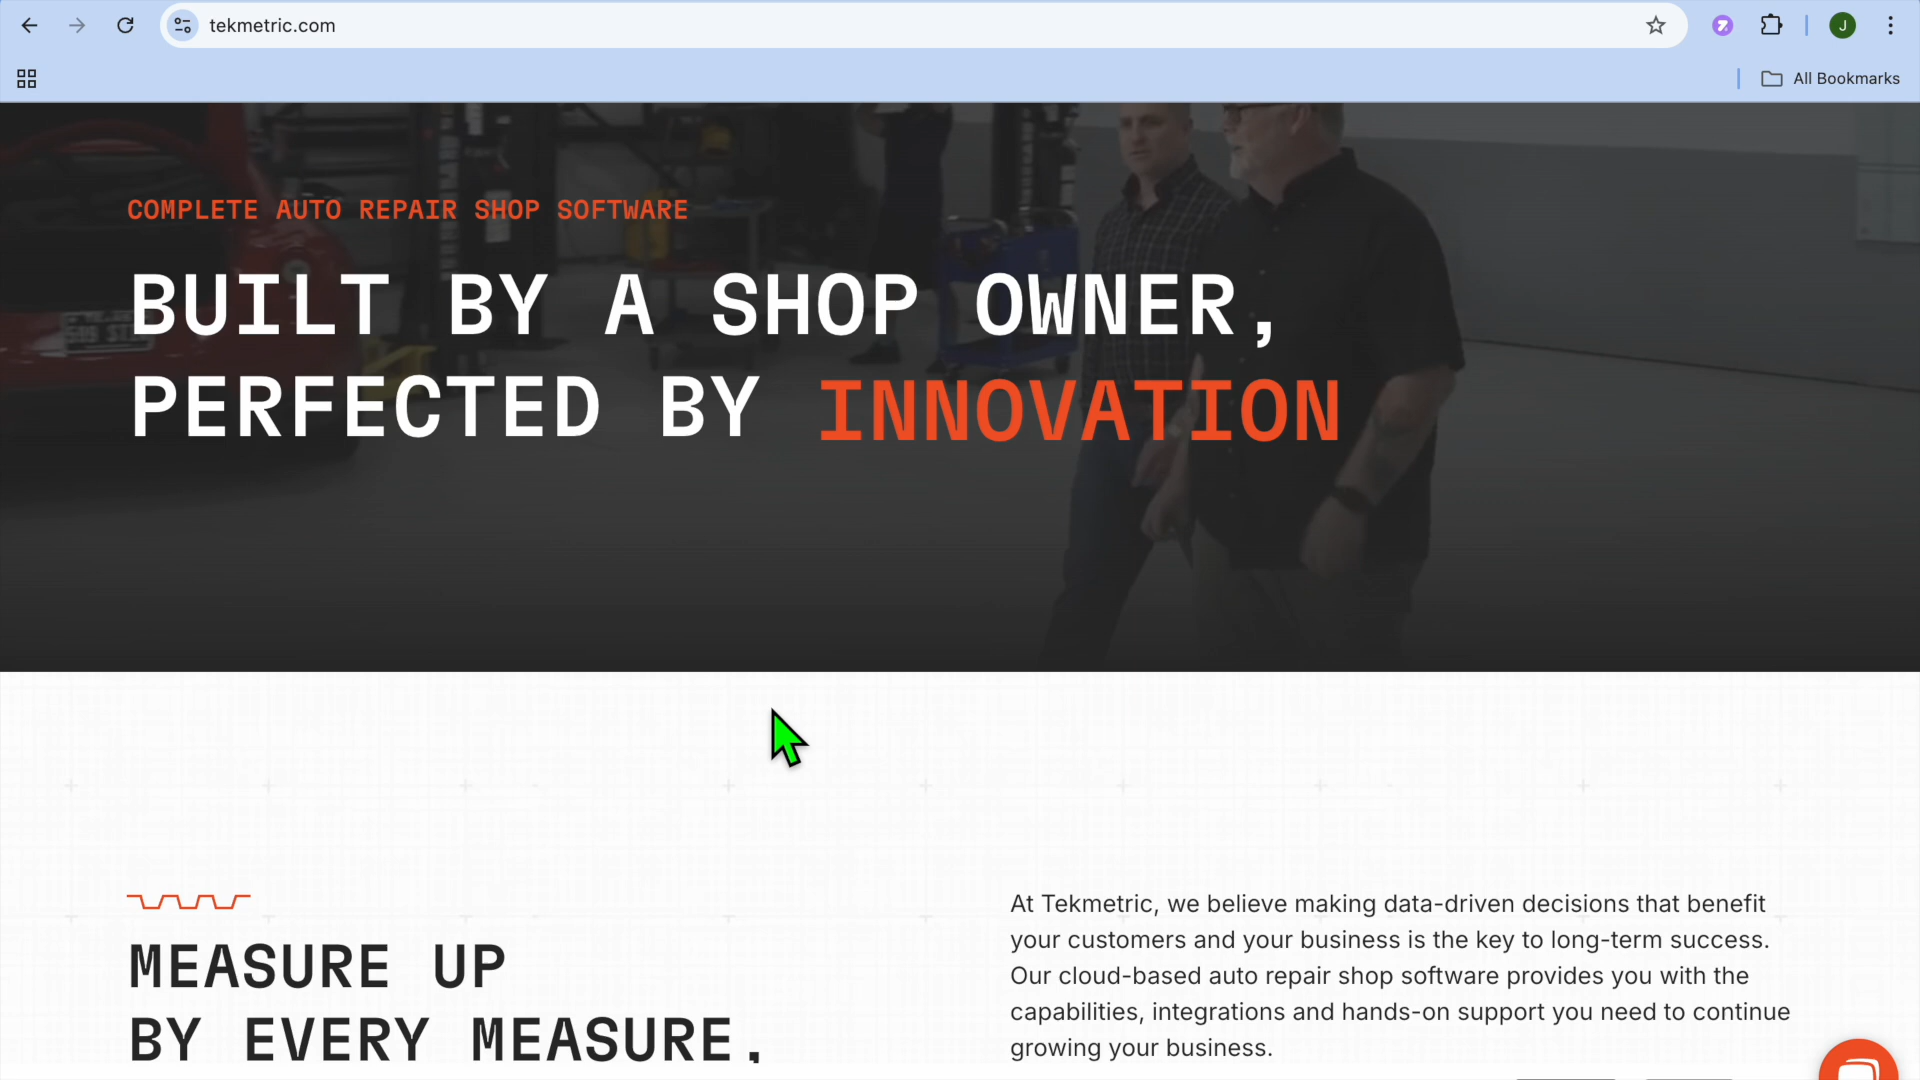 tekmetric.com
J
All Bookmarks
COMPLETE AUTO REPAIR SHOP SOFTWARE
BUILT BY A SHOP OWNER,
PERFECTED BY INNOVATION
MEASURE UP
BY EVERY MEASURE.
At Tekmetric, we believe making data-driven decisions that benefit
your customers and your business is the key to long-term success.
Our cloud-based auto repair shop software provides you with the
capabilities, integrations and hands-on support you need to continue
growing your business.